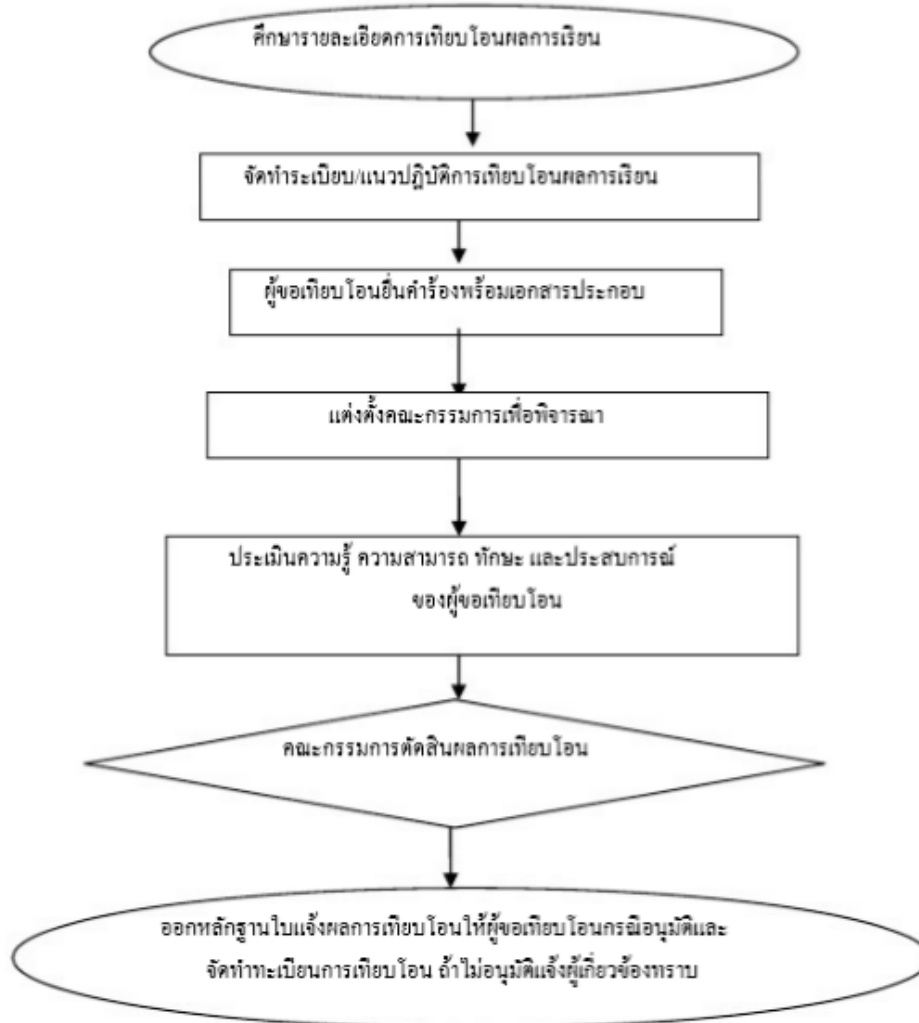 ศึกษารายละเอียดการเทียบโอนผลการเรียน
จัดทำระเบียบ/แนวปฏิบัติการเทียบโอนผลการเรียน
ผู้ขอเทียบโอนยื่นคำร้องพร้อมเอกสารประกอบ
แต่งตั้งคณะกรรมการเพื่อพิจารณา
ประเมินความรู้ ความสามารถ ทักษะ และประสบการณ์
ของผู้ขอเทียบโอน
คณะกรรมการตัดสินผลการเทียบโอน
ออกหลักฐานใบแจ้งผลการเทียบโอนให้ผู้ขอเทียบโอนกรณีอนุมัติและ
จัดทำทะเบียนการเทียบโอน ถ้าไม่อนุมัติแจ้งผู้เกี่ยวข้องทราบ